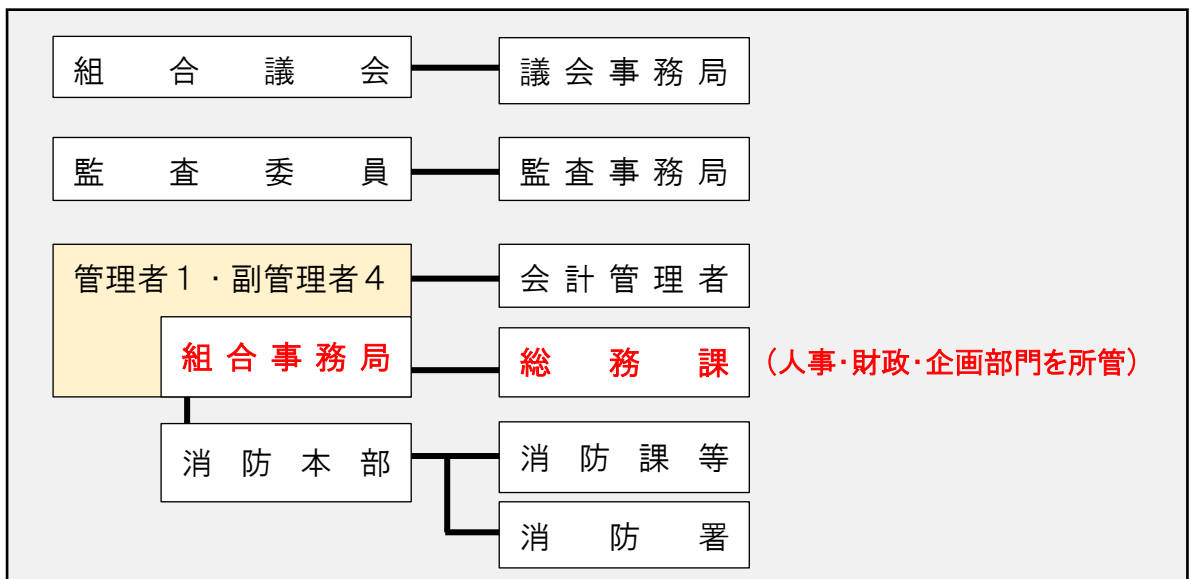 組合議会
議会事務局
監査委員
監査事務局
管理者１・副管理者４
会計管理者
組合事務局
総務課
（人事・財政・企画部門を所管）
消防本部
消防課等
消防署